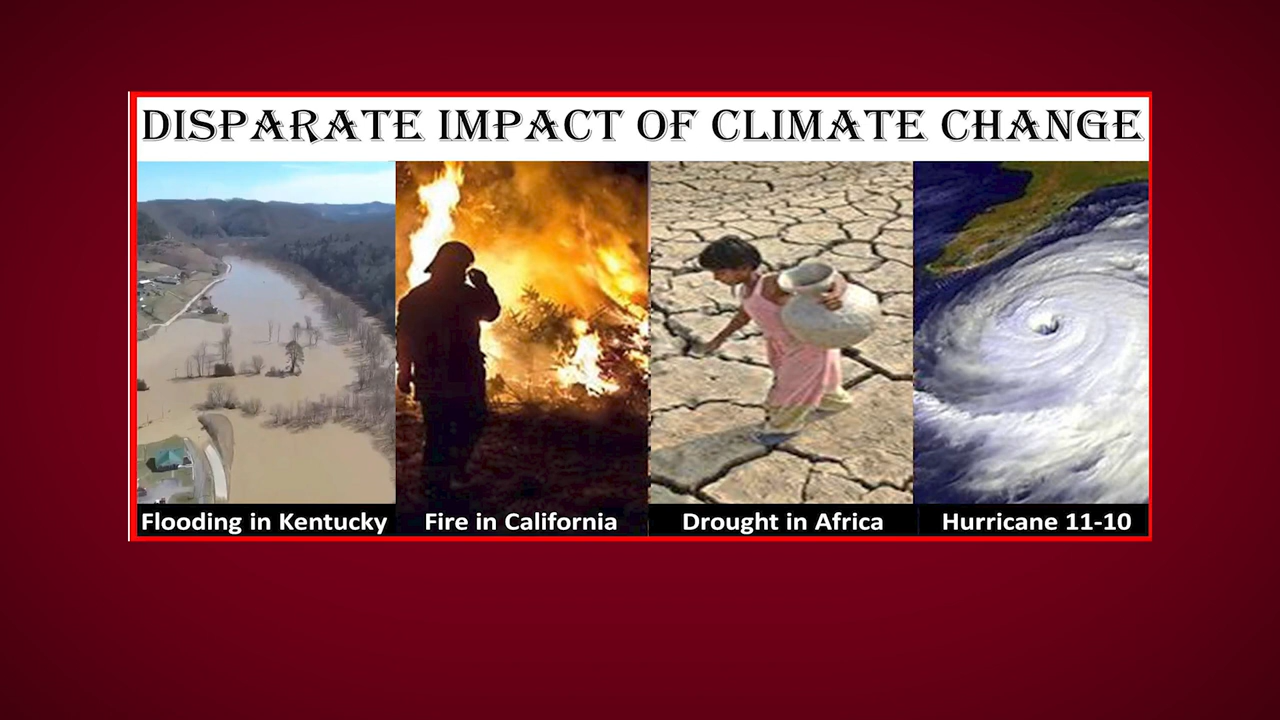 DISPARATE IMPACT OF CLIMATE CHANGE
Flooding in Kentucky
Fire in California
Drought in Africa
Hurricane 11-10